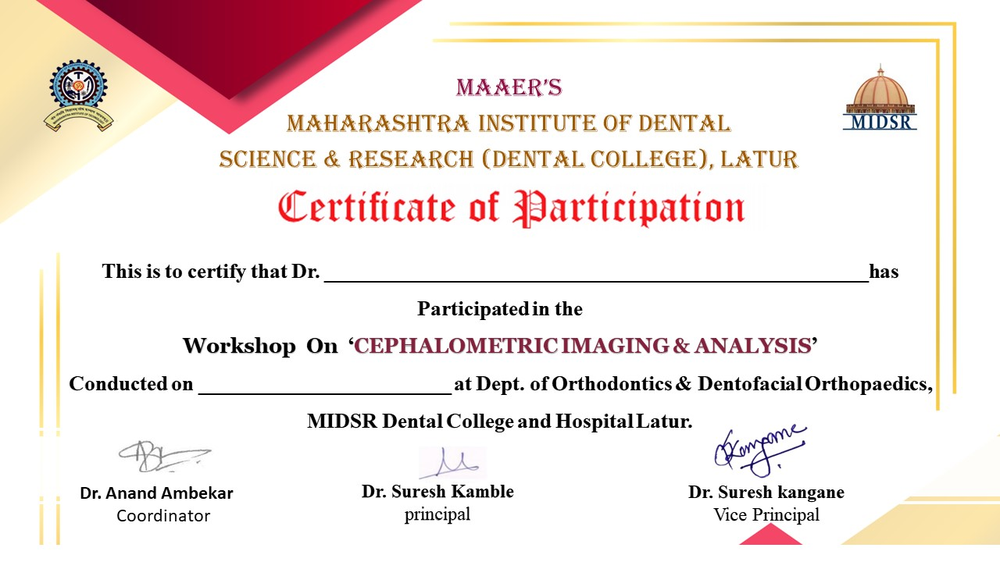 MAAER'S
MAHARASHTRA INSTITUTE OF DENTAL
SCIENCE & RESEARCH (DENTAL COLLEGE), LATUR
MIDSR
Certificate of Participation
This is to certify that Dr. ____________________ has
Participated in the
Workshop On ‘CEPHALOMETRIC IMAGING & ANALYSIS’
Conducted on ____________________ at Dept. of Orthodontics & Dentofacial Orthopaedics,
MIDSR Dental College and Hospital Latur.
Dr. Anand Ambekar
Coordinator
Dr. Suresh Kamble
principal
Dr. Suresh kangane
Vice Principal